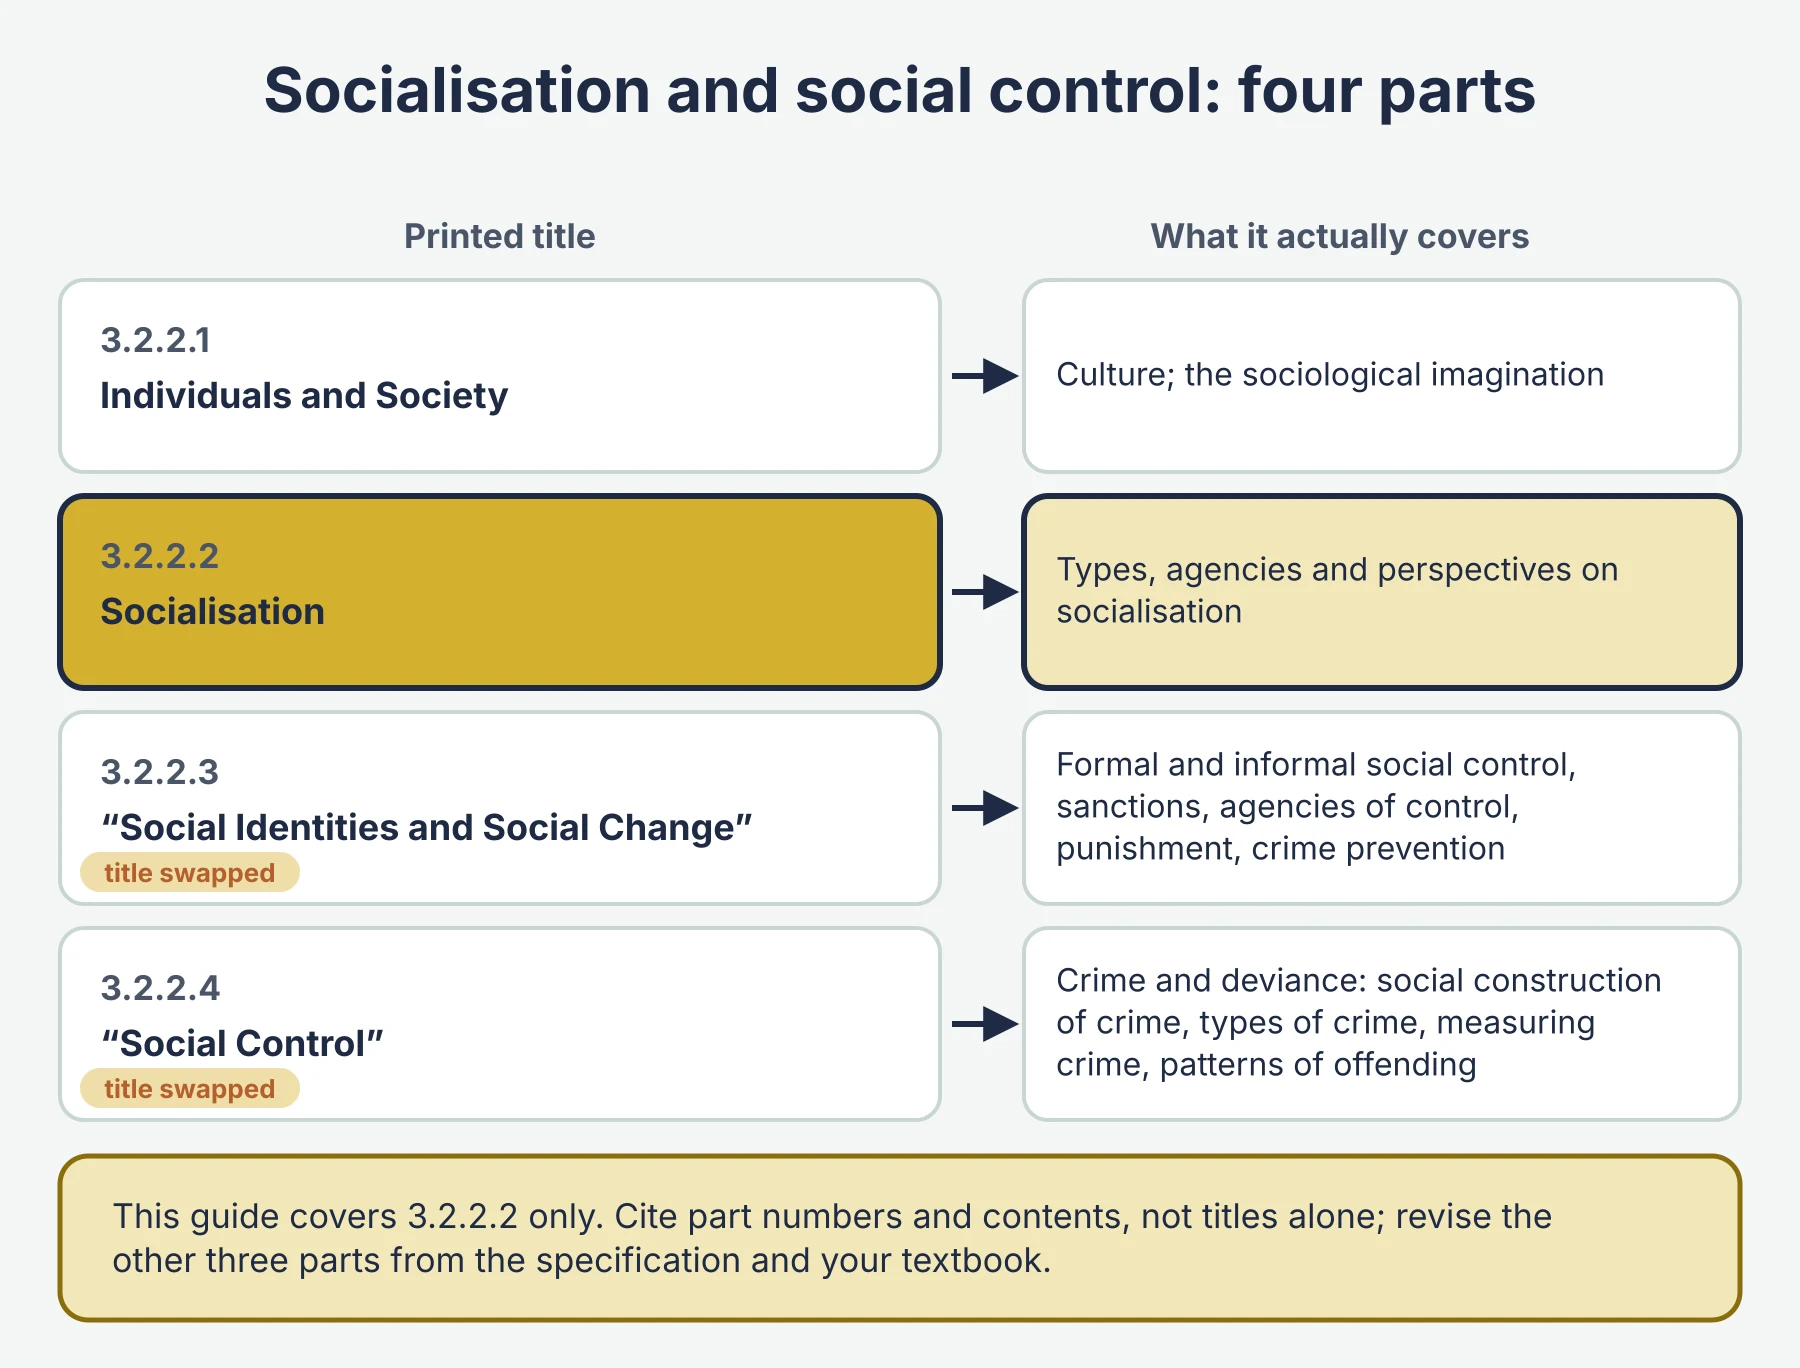 Socialisation and social control: four parts
Printed title
What it actually covers
3.2.2.1
Individuals and Society
Culture; the sociological imagination
3.2.2.2
Socialisation
Types, agencies and perspectives on
socialisation
3.2.2.3
“Social Identities and Social Change”
title swapped
Formal and informal social control,
sanctions, agencies of control,
punishment, crime prevention
3.2.2.4
“Social Control”
title swapped
Crime and deviance: social construction
of crime, types of crime, measuring
crime, patterns of offending
This guide covers 3.2.2.2 only. Cite part numbers and contents, not titles alone; revise the
other three parts from the specification and your textbook.